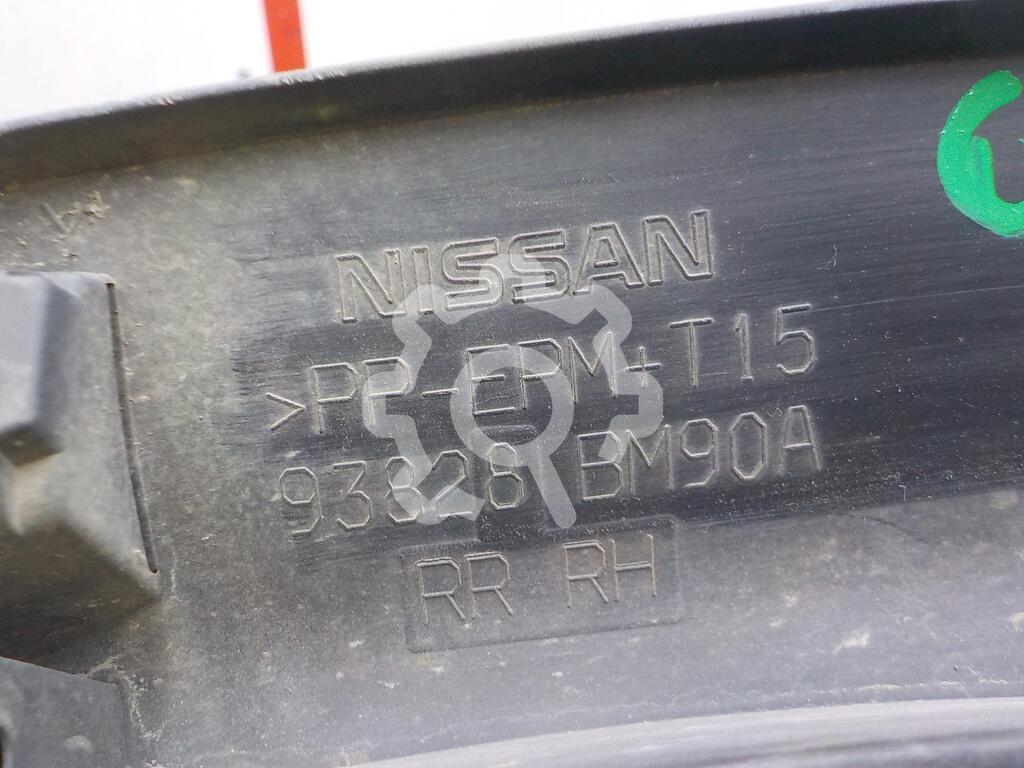 NISSAN
>PP-EPM+T15
93828 BM90A
RR RH